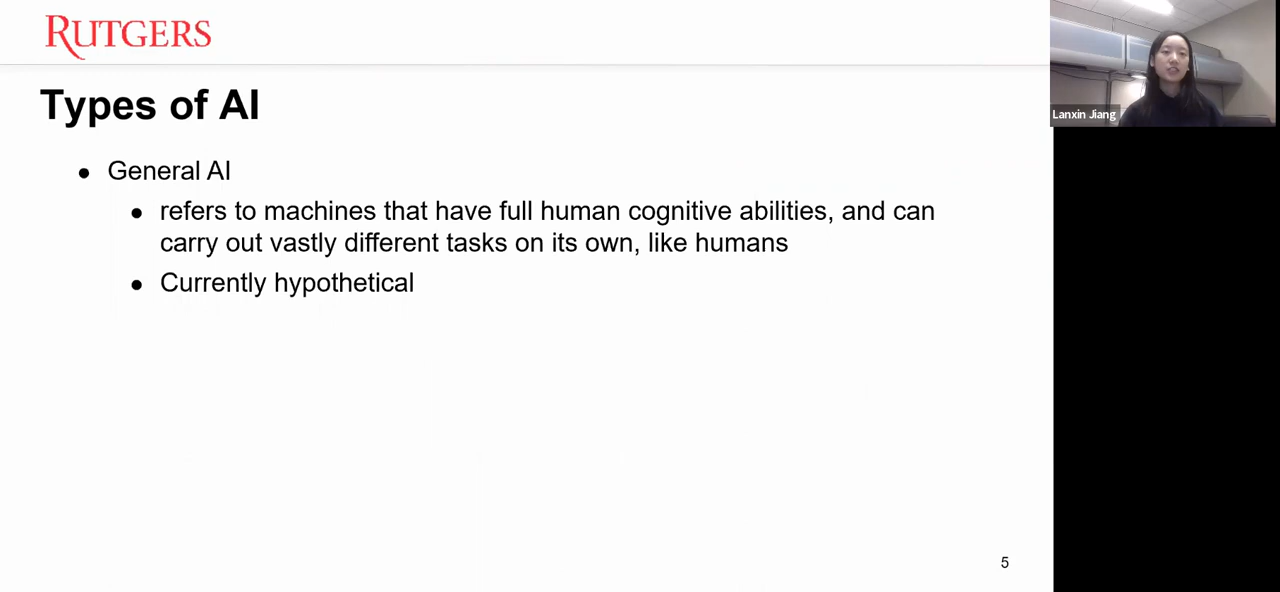 RUTGERS
Types of AI
● General AI
● refers to machines that have full human cognitive abilities, and can
carry out vastly different tasks on its own, like humans
● Currently hypothetical
5
Lanxin Jiang